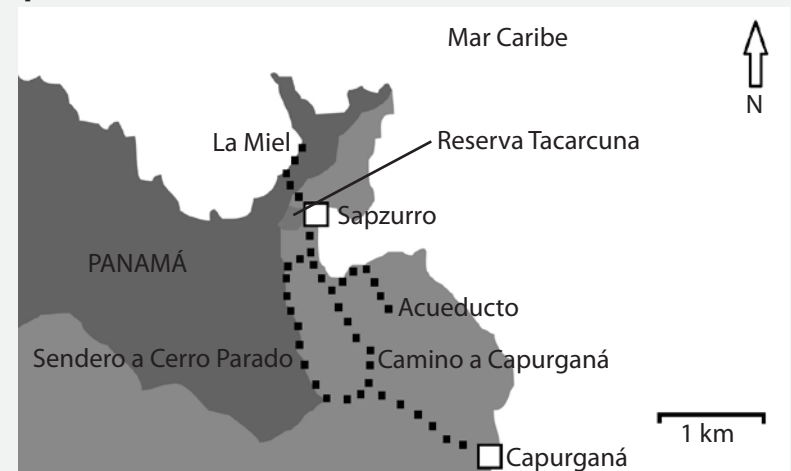 Mar Caribe
N
La Miel
Reserva Tacarcuna
Sapzurro
PANAMÁ
Acueducto
Sendero a Cerro Parado
Camino a Capurganá
1 km
Capurganá